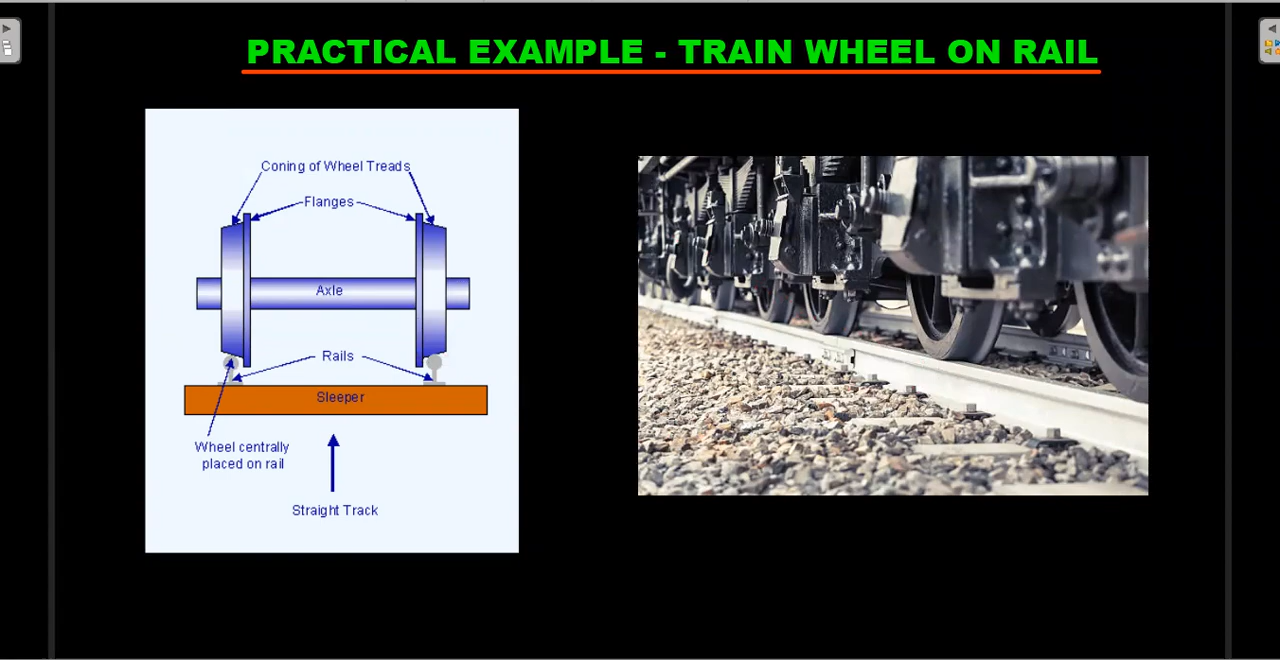 PRACTICAL EXAMPLE - TRAIN WHEEL ON RAIL
Coning of Wheel Treads
Flanges
Axle
Rails
Sleeper
Wheel centrally
placed on rail
Straight Track